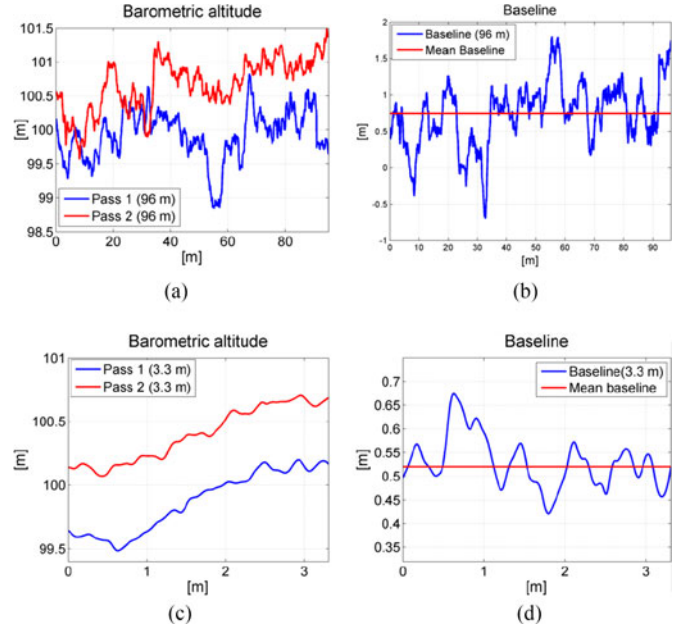 Barometric altitude
[m]
101.5
101
100.5
100
99.5
99
98.5
Pass 1 (96 m)
Pass 2 (96 m)
0 20 40 60 80
[m]
(a)
Baseline
[m]
2
1.5
1
0.5
0
-0.5
-1
Baseline (96 m)
Mean Baseline
0 10 20 30 40 50 60 70 80 90
[m]
(b)
Barometric altitude
[m]
101
100.5
100
99.5
Pass 1 (3.3 m)
Pass 2 (3.3 m)
0 1 2 3
[m]
(c)
Baseline
[m]
0.7
0.65
0.6
0.55
0.5
0.45
0.4
0.35
Baseline(3.3 m)
Mean baseline
0 1 2 3
[m]
(d)